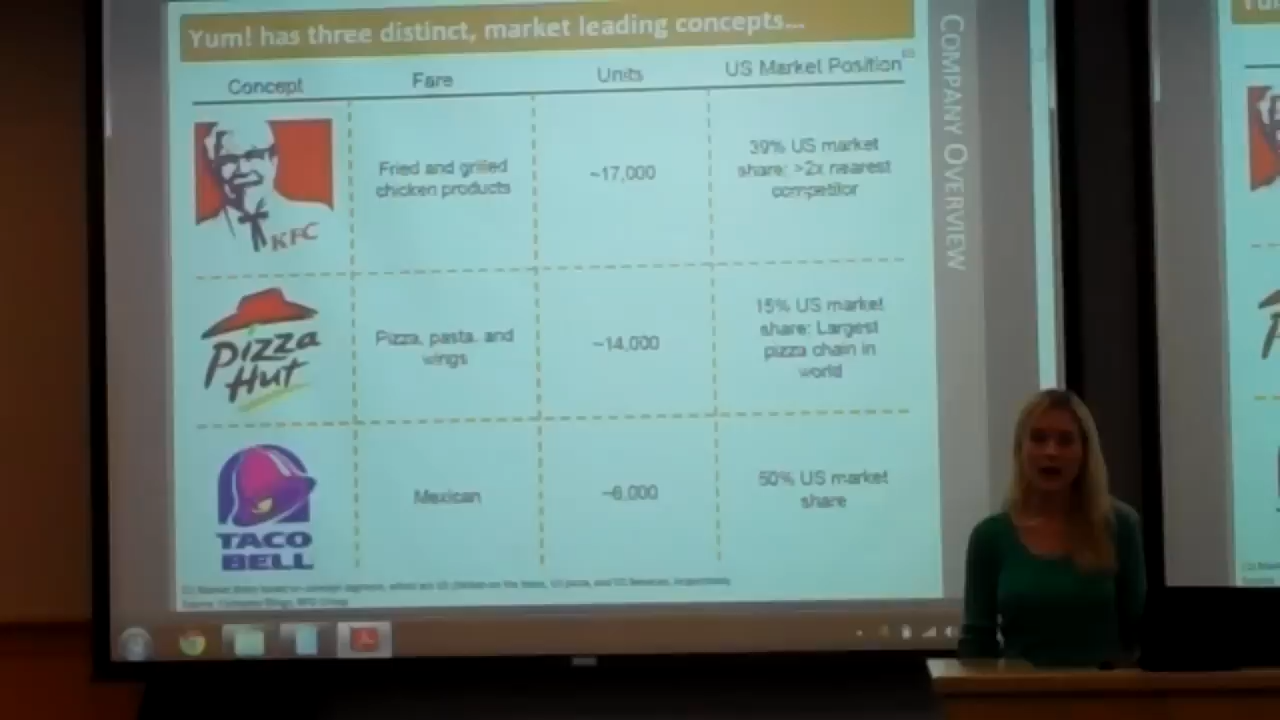 Yum! has three distinct, market leading concepts...
COMPANY OVERVIEW
Concept Fare Units US Market Position
KFC
Fried and grilled
chicken products
~17,000
39% US market
share; >2x nearest
competitor
Pizza
Hut
Pizza, pasta, and
wings
~14,000
15% US market
share: Largest
pizza chain in
world
TACO
BELL
Mexican
~6,000
50% US market
share